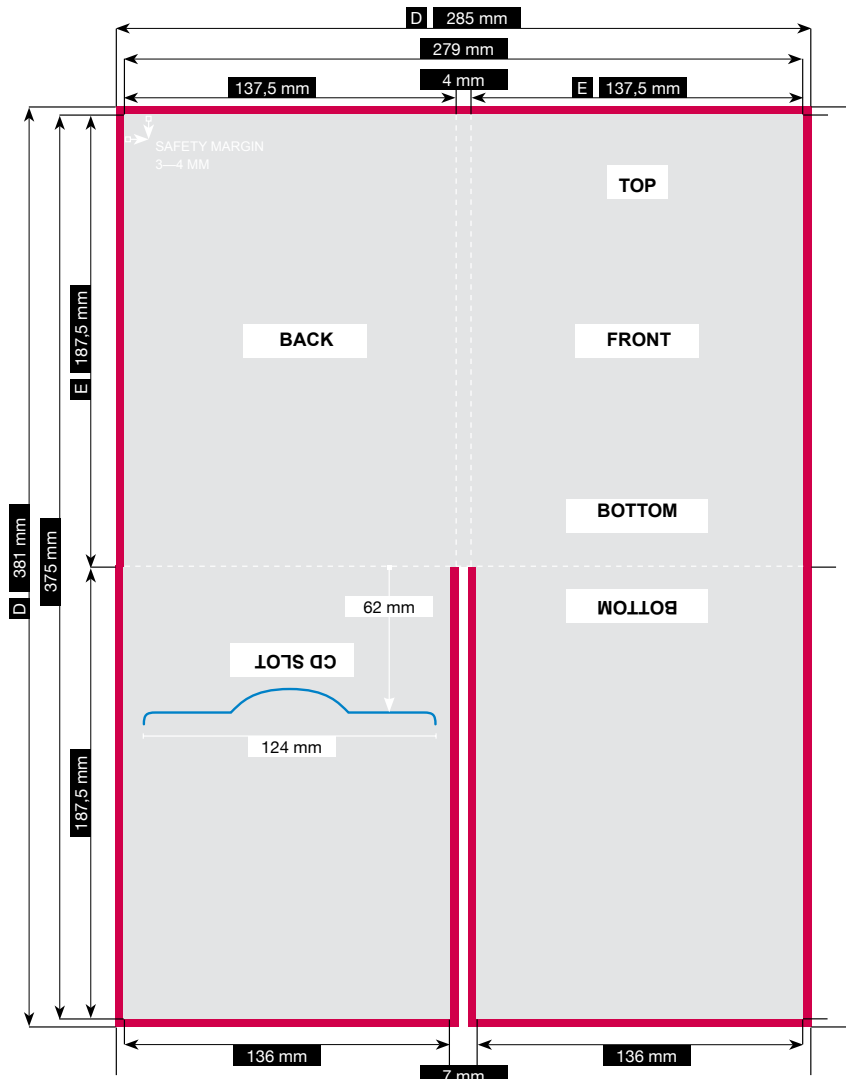 D 285 mm
279 mm
137,5 mm
4 mm
E 137,5 mm
SAFETY MARGIN
3—4 MM
TOP
E 187,5 mm
BACK
FRONT
BOTTOM
D 381 mm
375 mm
62 mm
BOTTOM
CD SLOT
124 mm
187,5 mm
136 mm
136 mm
7 mm